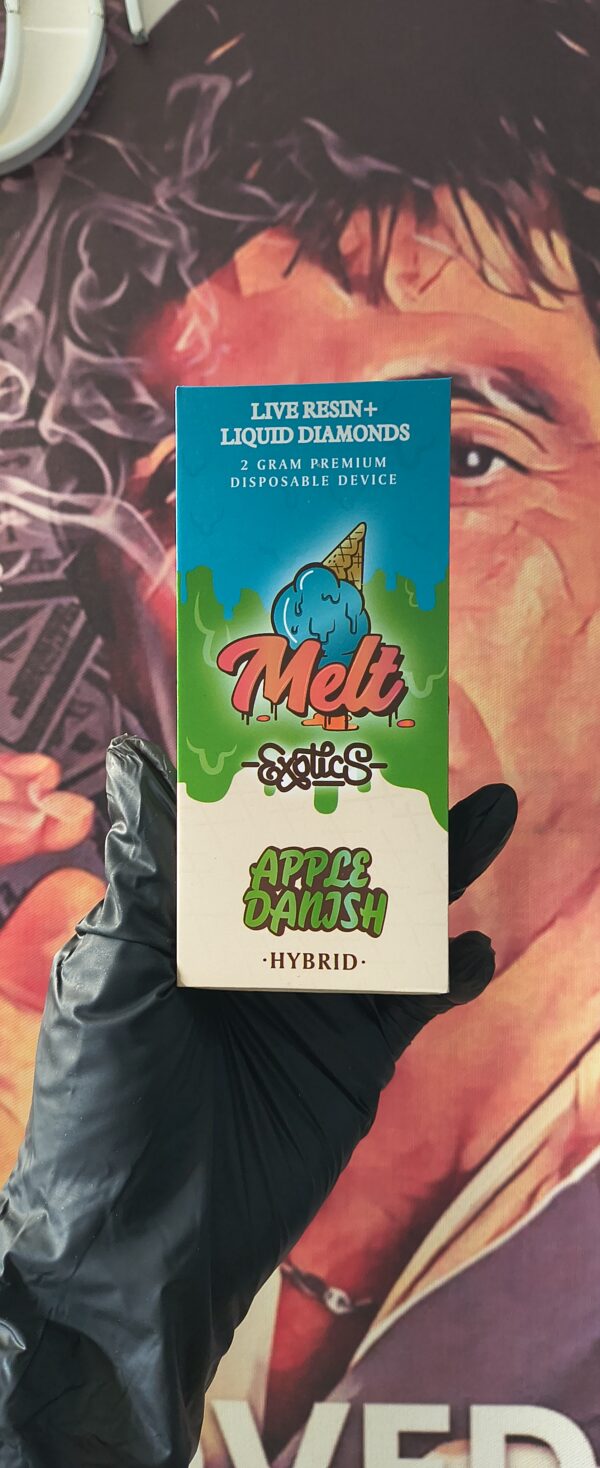 LIVE RESIN+
LIQUID DIAMONDS
2 GRAM PREMIUM
DISPOSABLE DEVICE
Melt
-Exotics-
APPLE
DANISH
·HYBRID·